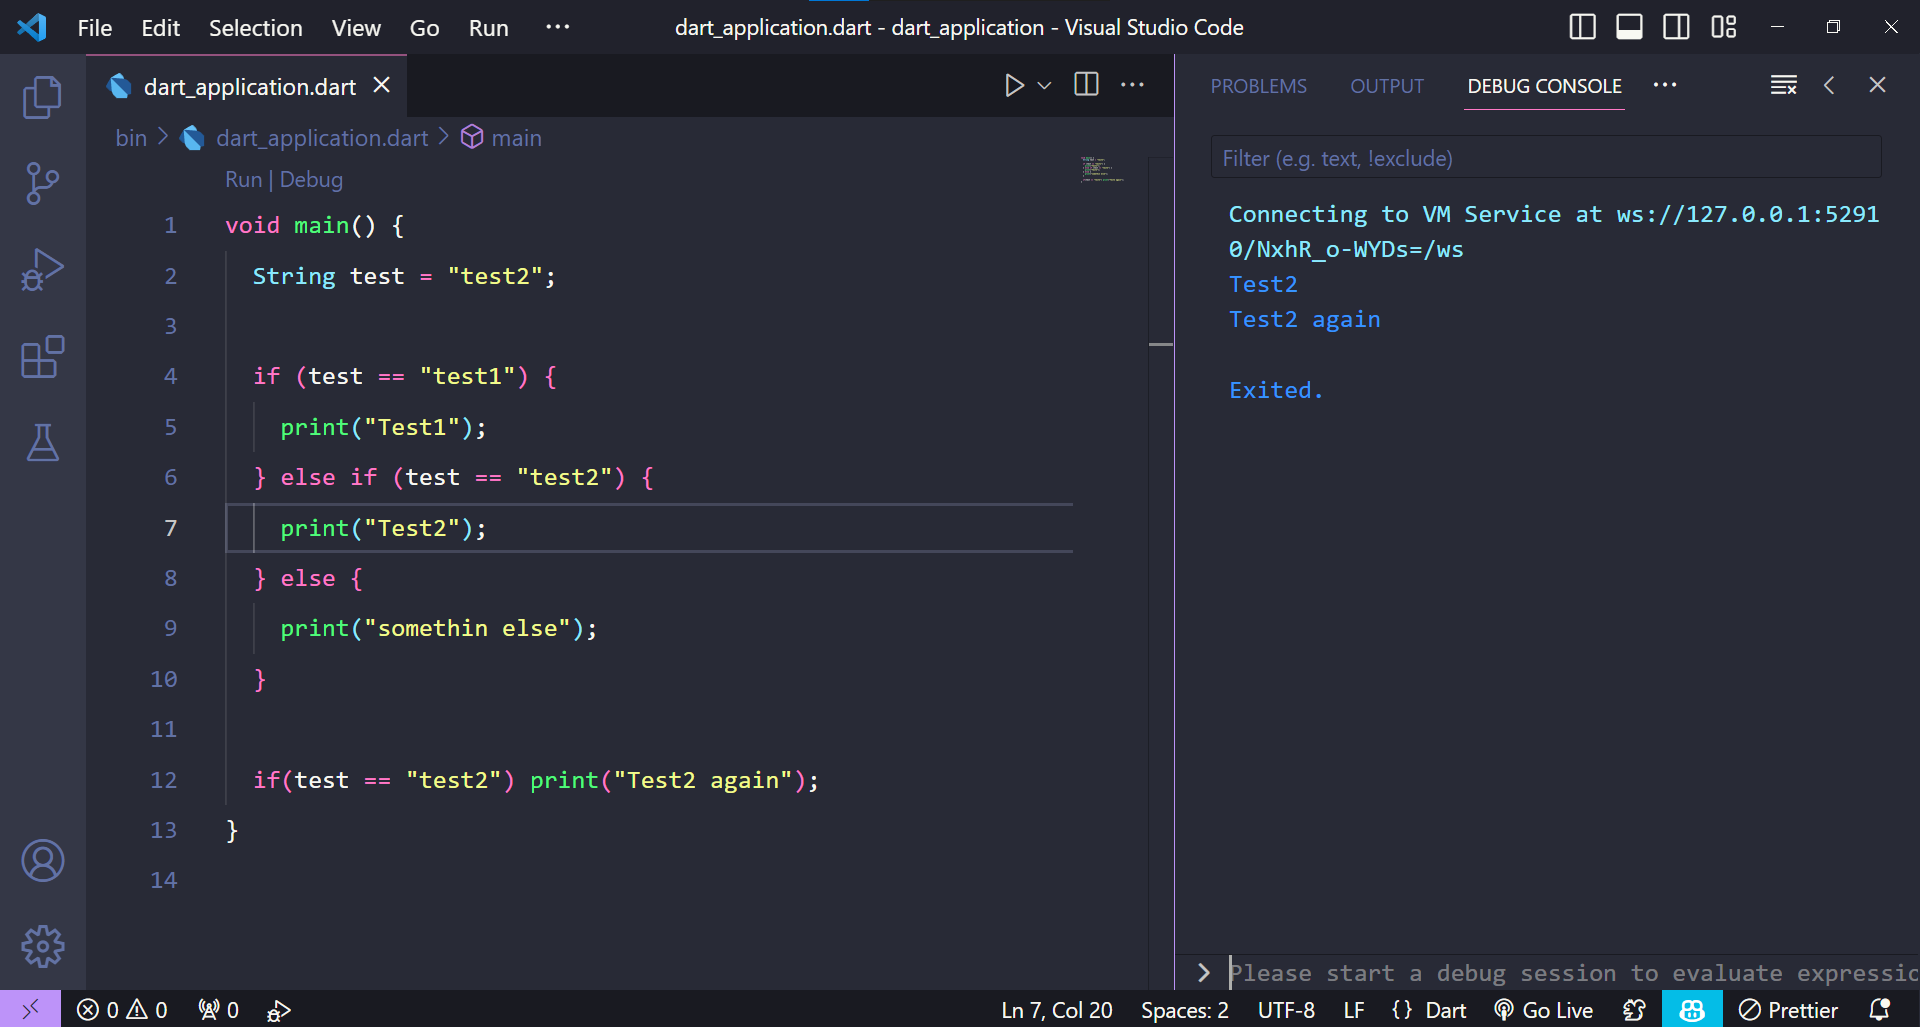 File Edit Selection View Go Run ···
dart_application.dart - dart_application - Visual Studio Code
dart_application.dart
bin > dart_application.dart > main
Run | Debug
1 void main() {
2 String test = "test2";
3
4 if (test == "test1") {
5 print("Test1");
6 } else if (test == "test2") {
7 print("Test2");
8 } else {
9 print("somethin else");
10 }
11
12 if(test == "test2") print("Test2 again");
13 }
14
PROBLEMS OUTPUT DEBUG CONSOLE ···
Filter (e.g. text, !exclude)
Connecting to VM Service at ws://127.0.0.1:5291
0/NxhR_o-WYDs=/ws
Test2
Test2 again
Exited.
Please start a debug session to evaluate expressio
0 0 0 Ln 7, Col 20 Spaces: 2 UTF-8 LF {} Dart Go Live Prettier